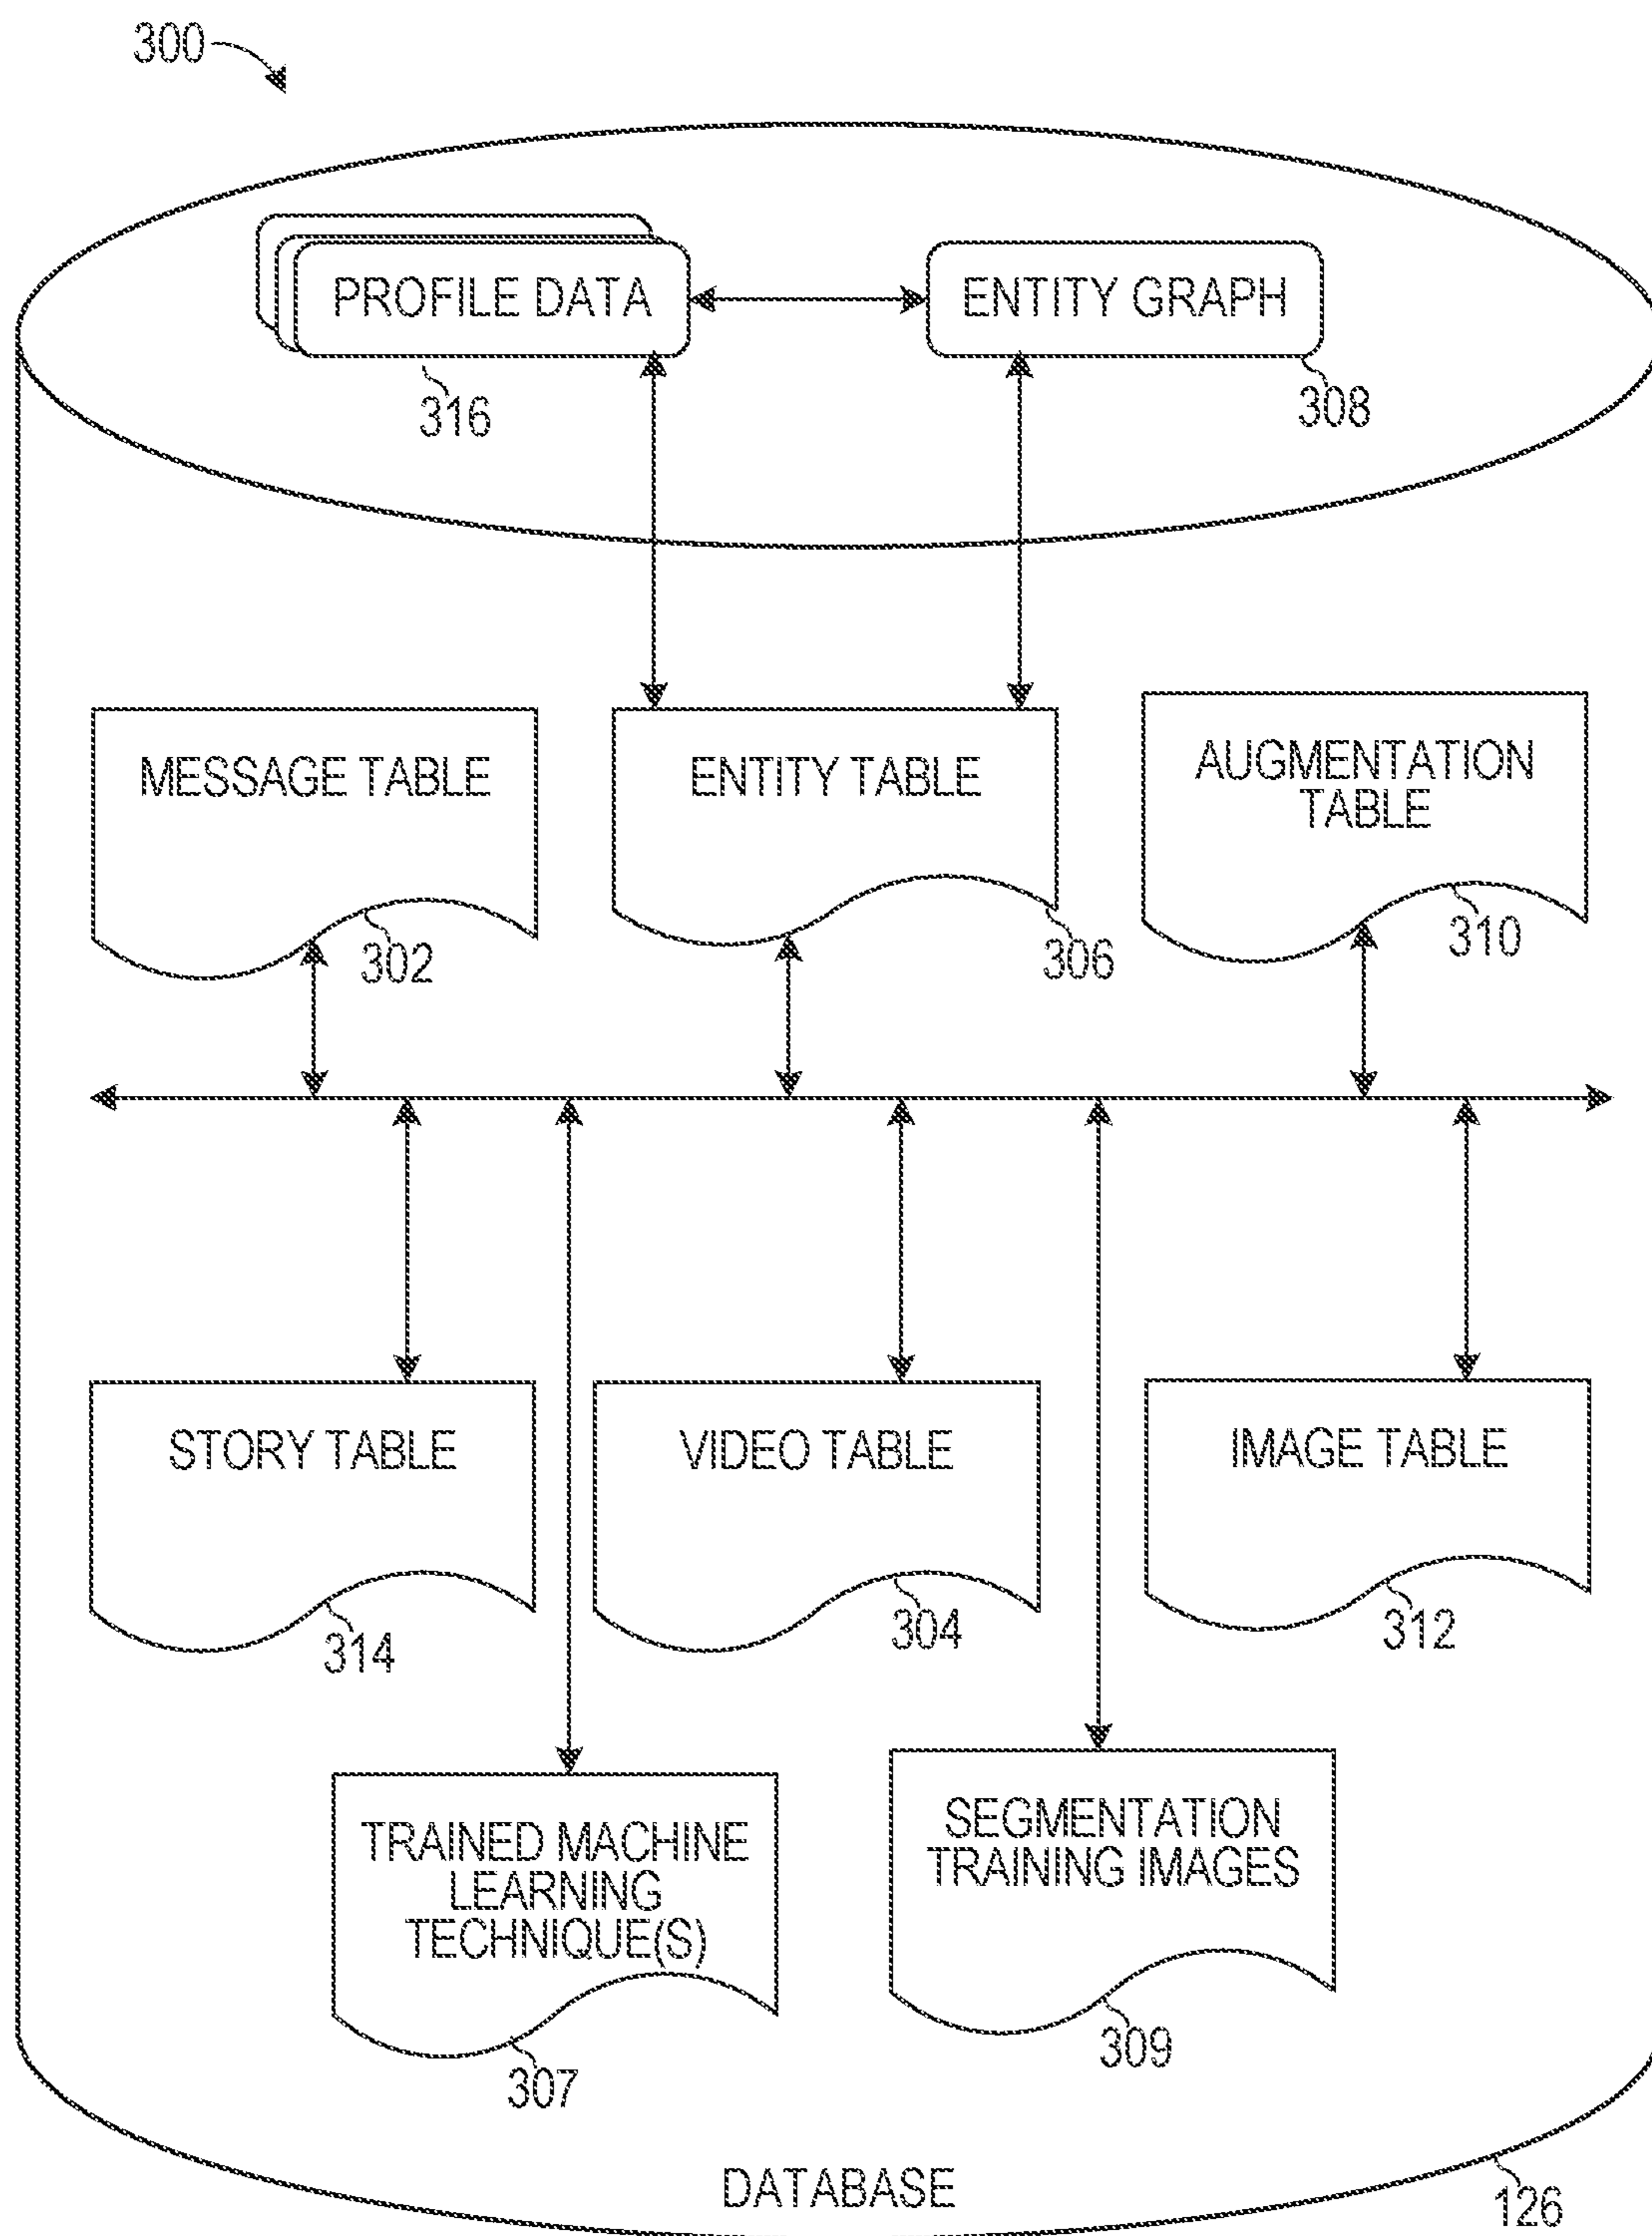 300
PROFILE DATA
ENTITY GRAPH
316
308
MESSAGE TABLE
ENTITY TABLE
AUGMENTATION
TABLE
302
306
310
STORY TABLE
VIDEO TABLE
IMAGE TABLE
314
304
312
TRAINED MACHINE
LEARNING
TECHNIQUE(S)
SEGMENTATION
TRAINING IMAGES
307
309
DATABASE
126